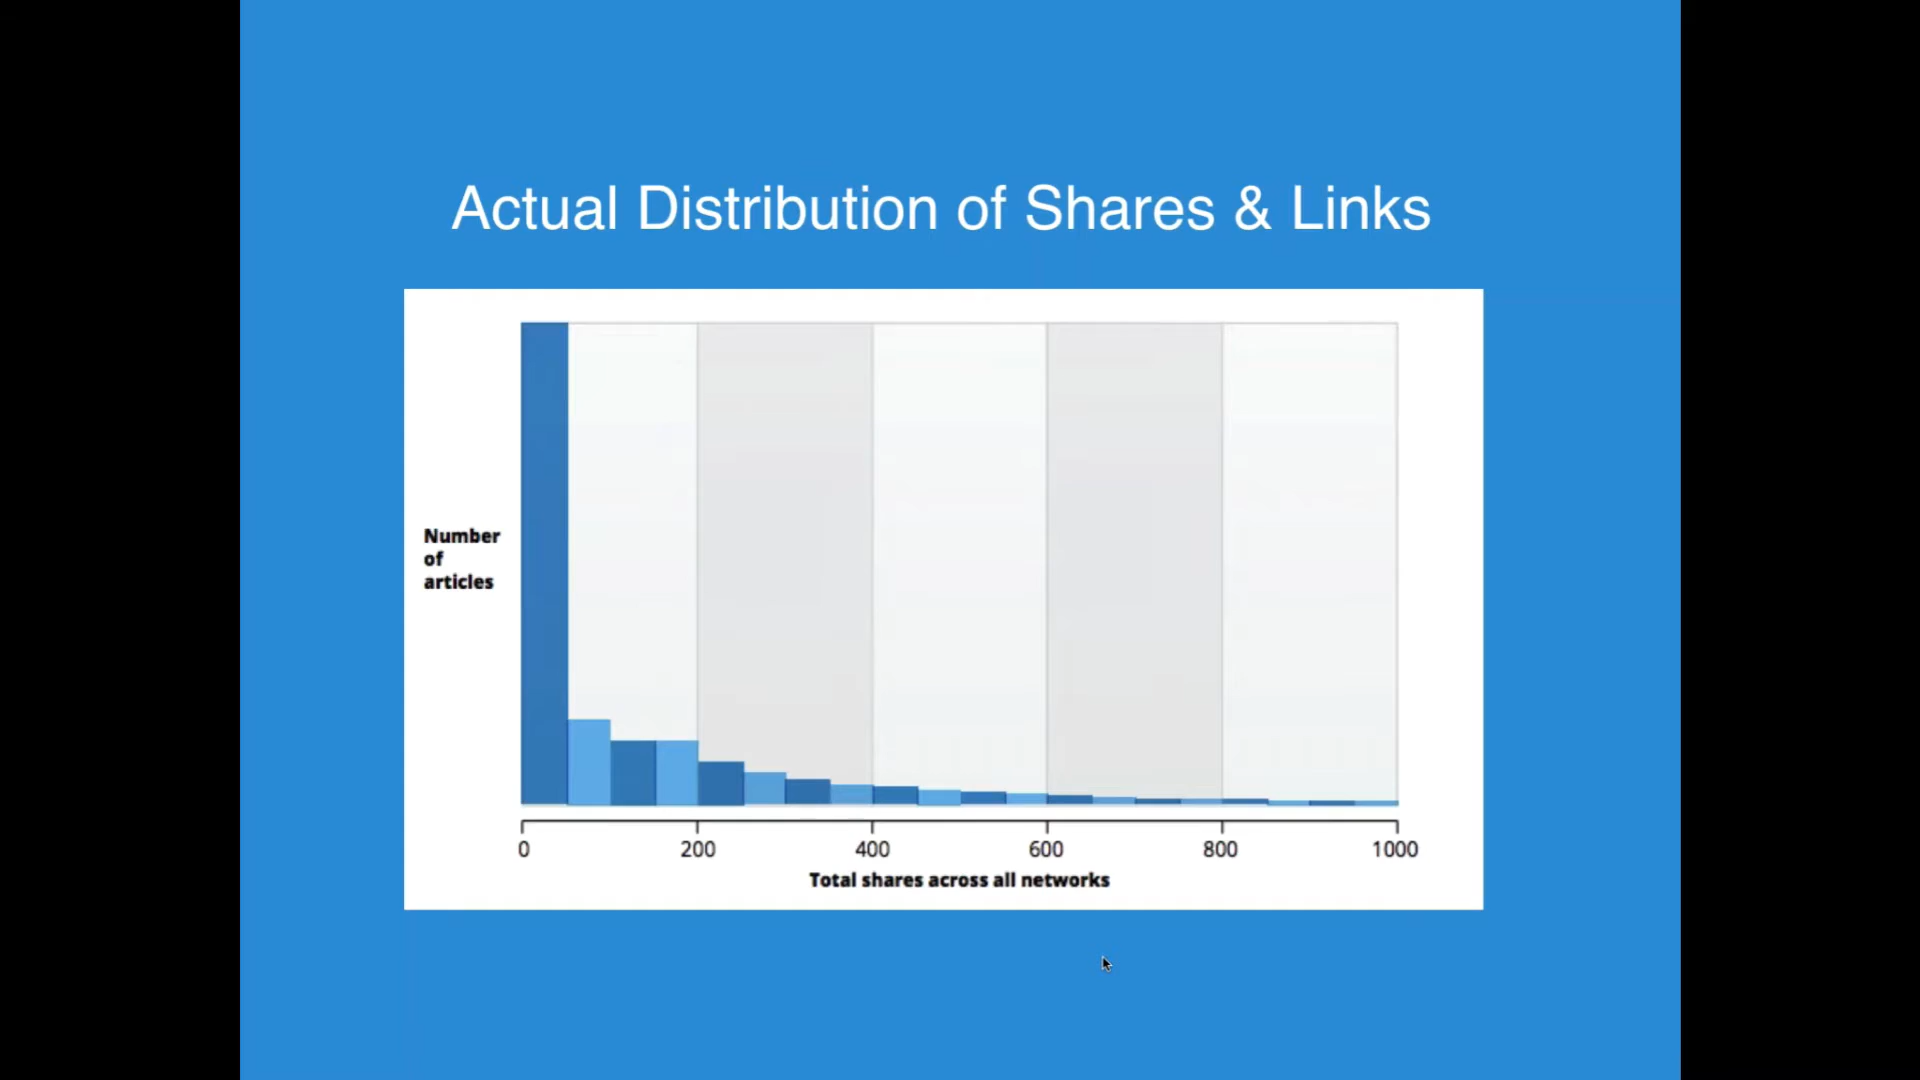 Actual Distribution of Shares & Links
Number
of
articles
0 200 400 600 800 1000
Total shares across all networks